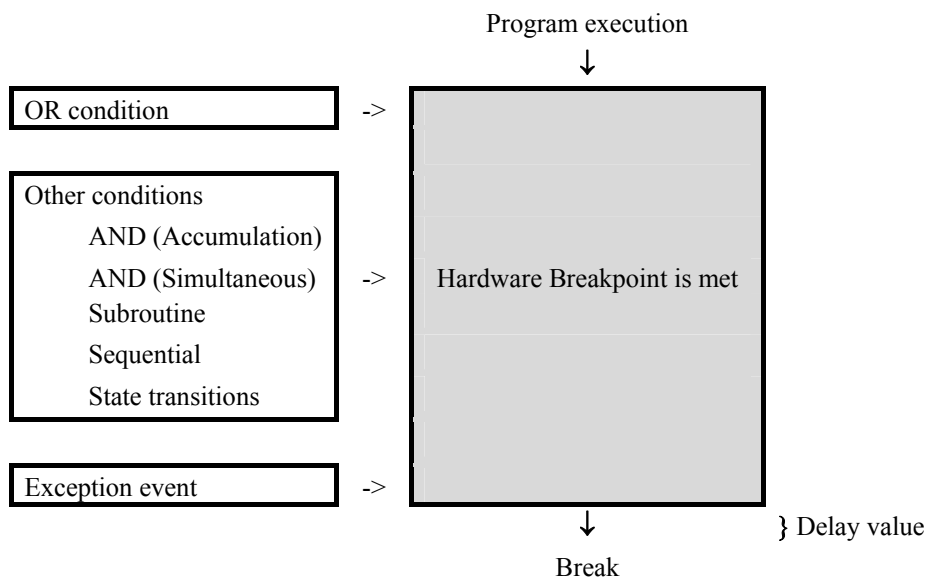 Program execution
↓
OR condition ->
Other conditions
AND (Accumulation)
AND (Simultaneous) -> Hardware Breakpoint is met
Subroutine
Sequential
State transitions
Exception event ->
↓ } Delay value
Break